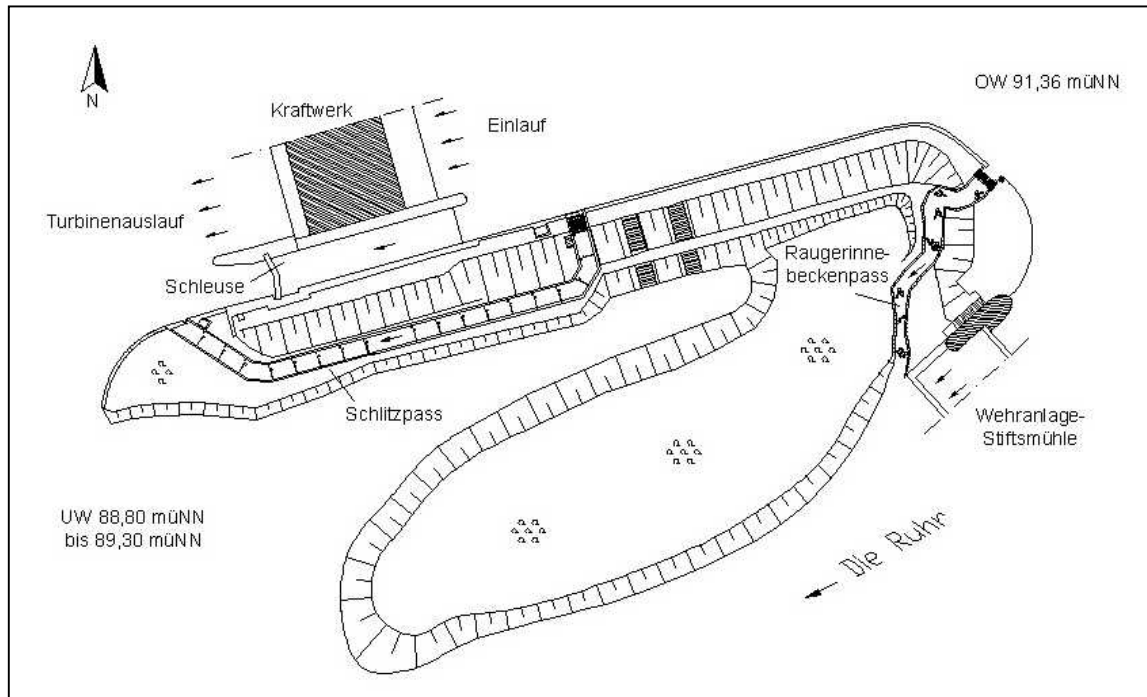 N
Kraftwerk
Einlauf
OW 91,36 müNN
Turbinenauslauf
Schleuse
Raugerinne-
beckenpass
Schlitzpass
Wehranlage-
Stiftsmühle
UW 88,80 müNN
bis 89,30 müNN
Die Ruhr